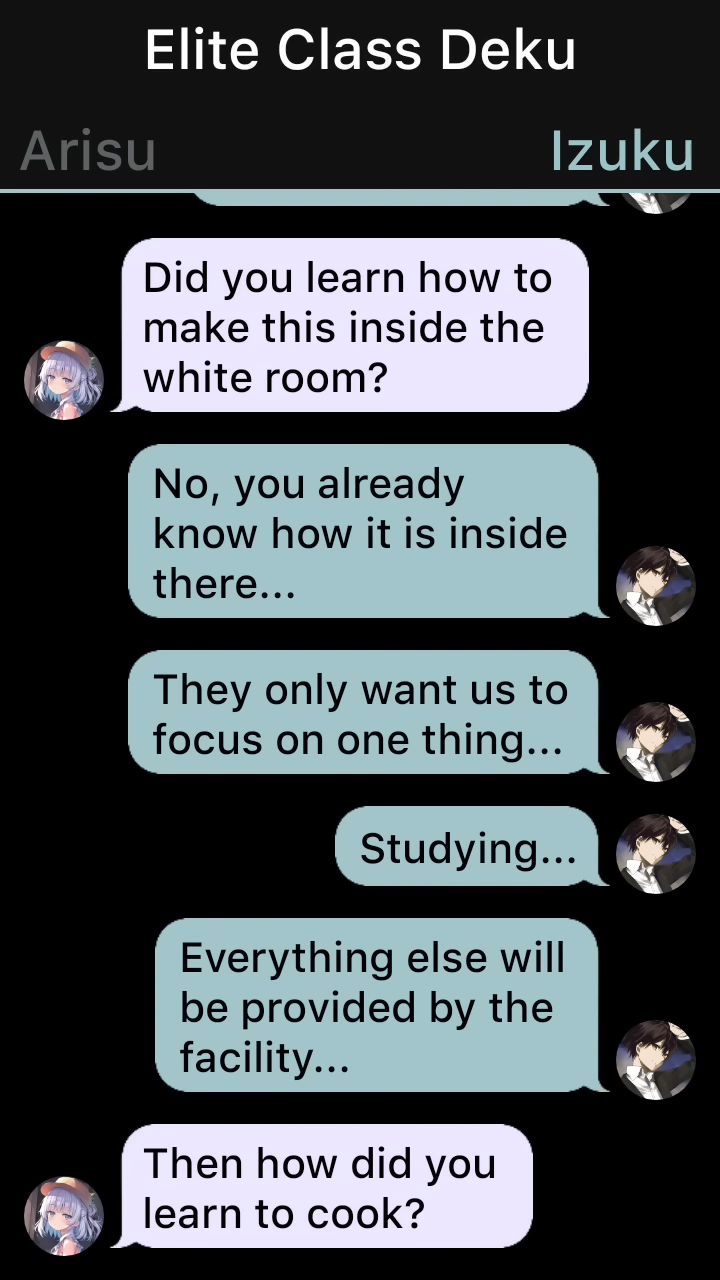 Elite Class Deku
Arisu Izuku
Did you learn how to
make this inside the
white room?
No, you already
know how it is inside
there...
They only want us to
focus on one thing...
Studying...
Everything else will
be provided by the
facility...
Then how did you
learn to cook?